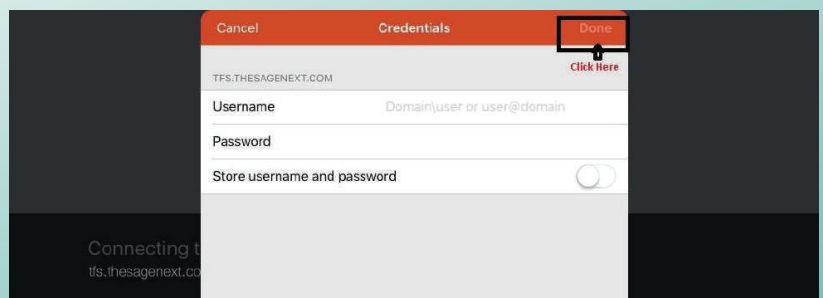 Cancel Credentials Done
Click Here
TFS.THESAGENEXT.COM
Username Domain\user or user@domain
Password
Store username and password
Connecting t
tfs.thesagenext.co